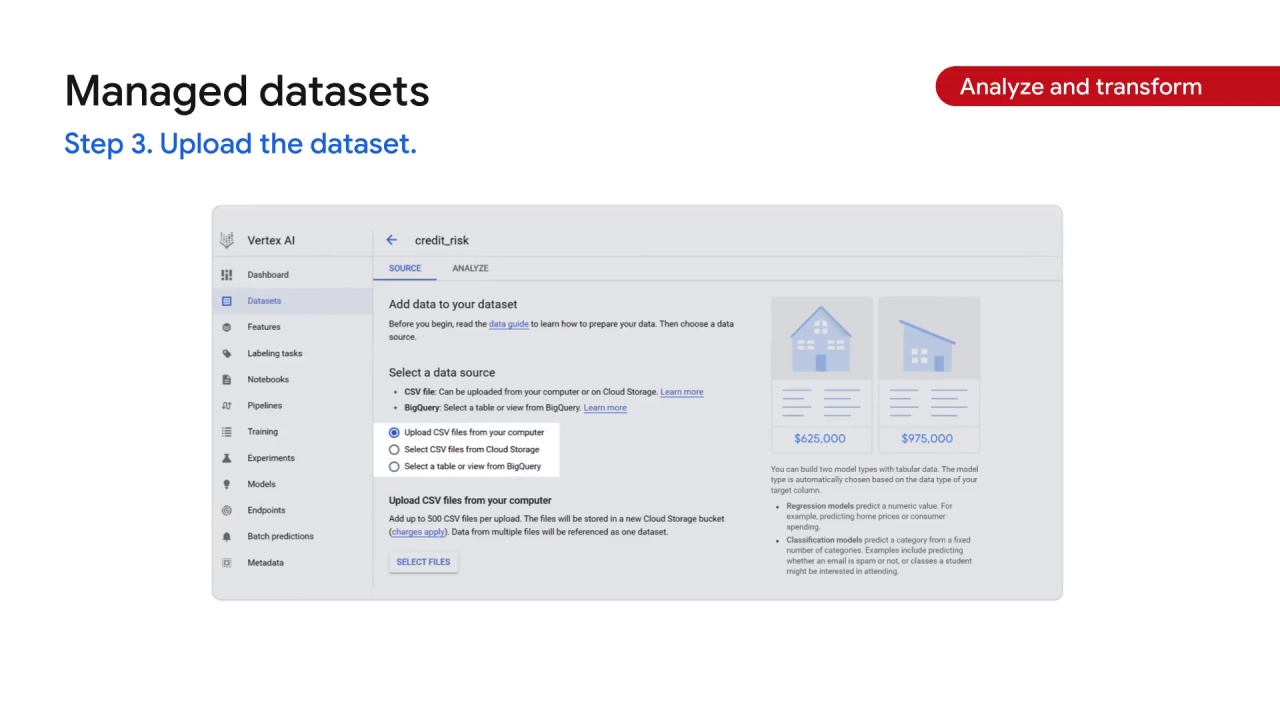 Managed datasets
Analyze and transform
Step 3. Upload the dataset.
Vertex AI
credit_risk
Dashboard
Datasets
Features
Labeling tasks
Notebooks
Pipelines
Training
Experiments
Models
Endpoints
Batch predictions
Metadata
SOURCE
ANALYZE
Add data to your dataset
Before you begin, read the data guide to learn how to prepare your data. Then choose a data
source.
Select a data source
• CSV file: Can be uploaded from your computer or on Cloud Storage. Learn more
• BigQuery: Select a table or view from BigQuery. Learn more
Upload CSV files from your computer
Select CSV files from Cloud Storage
Select a table or view from BigQuery
Upload CSV files from your computer
Add up to 500 CSV files per upload. The files will be stored in a new Cloud Storage bucket
(charges apply). Data from multiple files will be referenced as one dataset.
SELECT FILES
$625,000
$975,000
You can build two model types with tabular data. The model
type is automatically chosen based on the data type of your
target column.
• Regression models predict a numeric value. For
example, predicting home prices or consumer
spending.
• Classification models predict a category from a fixed
number of categories. Examples include predicting
whether an email is spam or not, or classes a student
might be interested in attending.